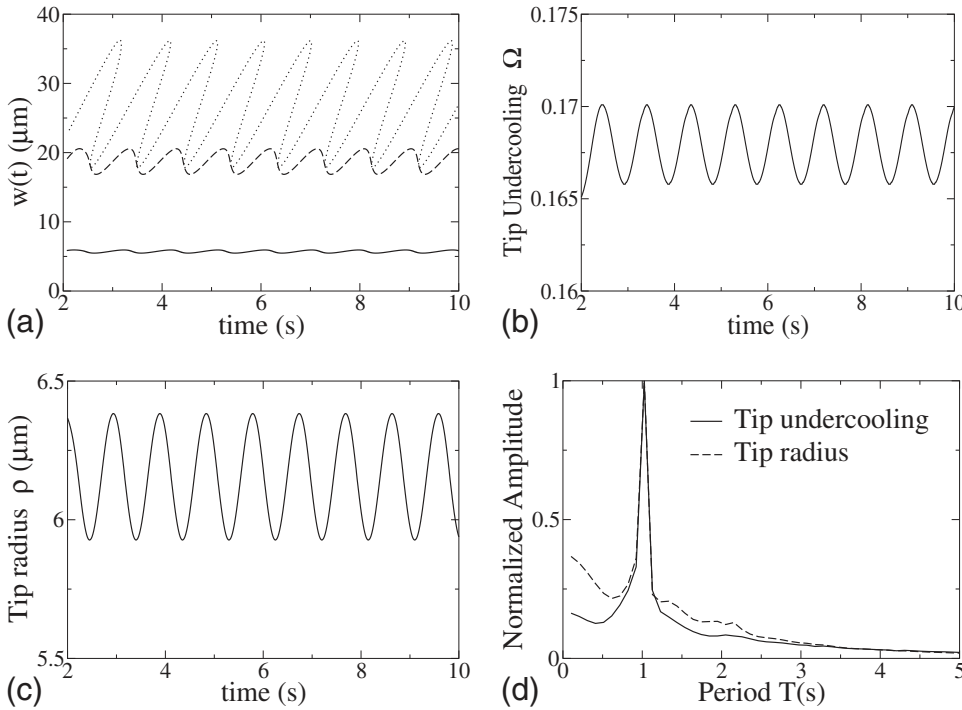 40
30
20
10
0
w(t) (μm)
2 4 6 8 10
time (s)
(a)
0.175
0.17
0.165
0.16
Tip Undercooling Ω
2 4 6 8 10
time (s)
(b)
6.5
6
5.5
Tip radius ρ (μm)
2 4 6 8 10
time (s)
(c)
1
0.5
0
Normalized Amplitude
Tip undercooling
Tip radius
0 1 2 3 4 5
Period T(s)
(d)